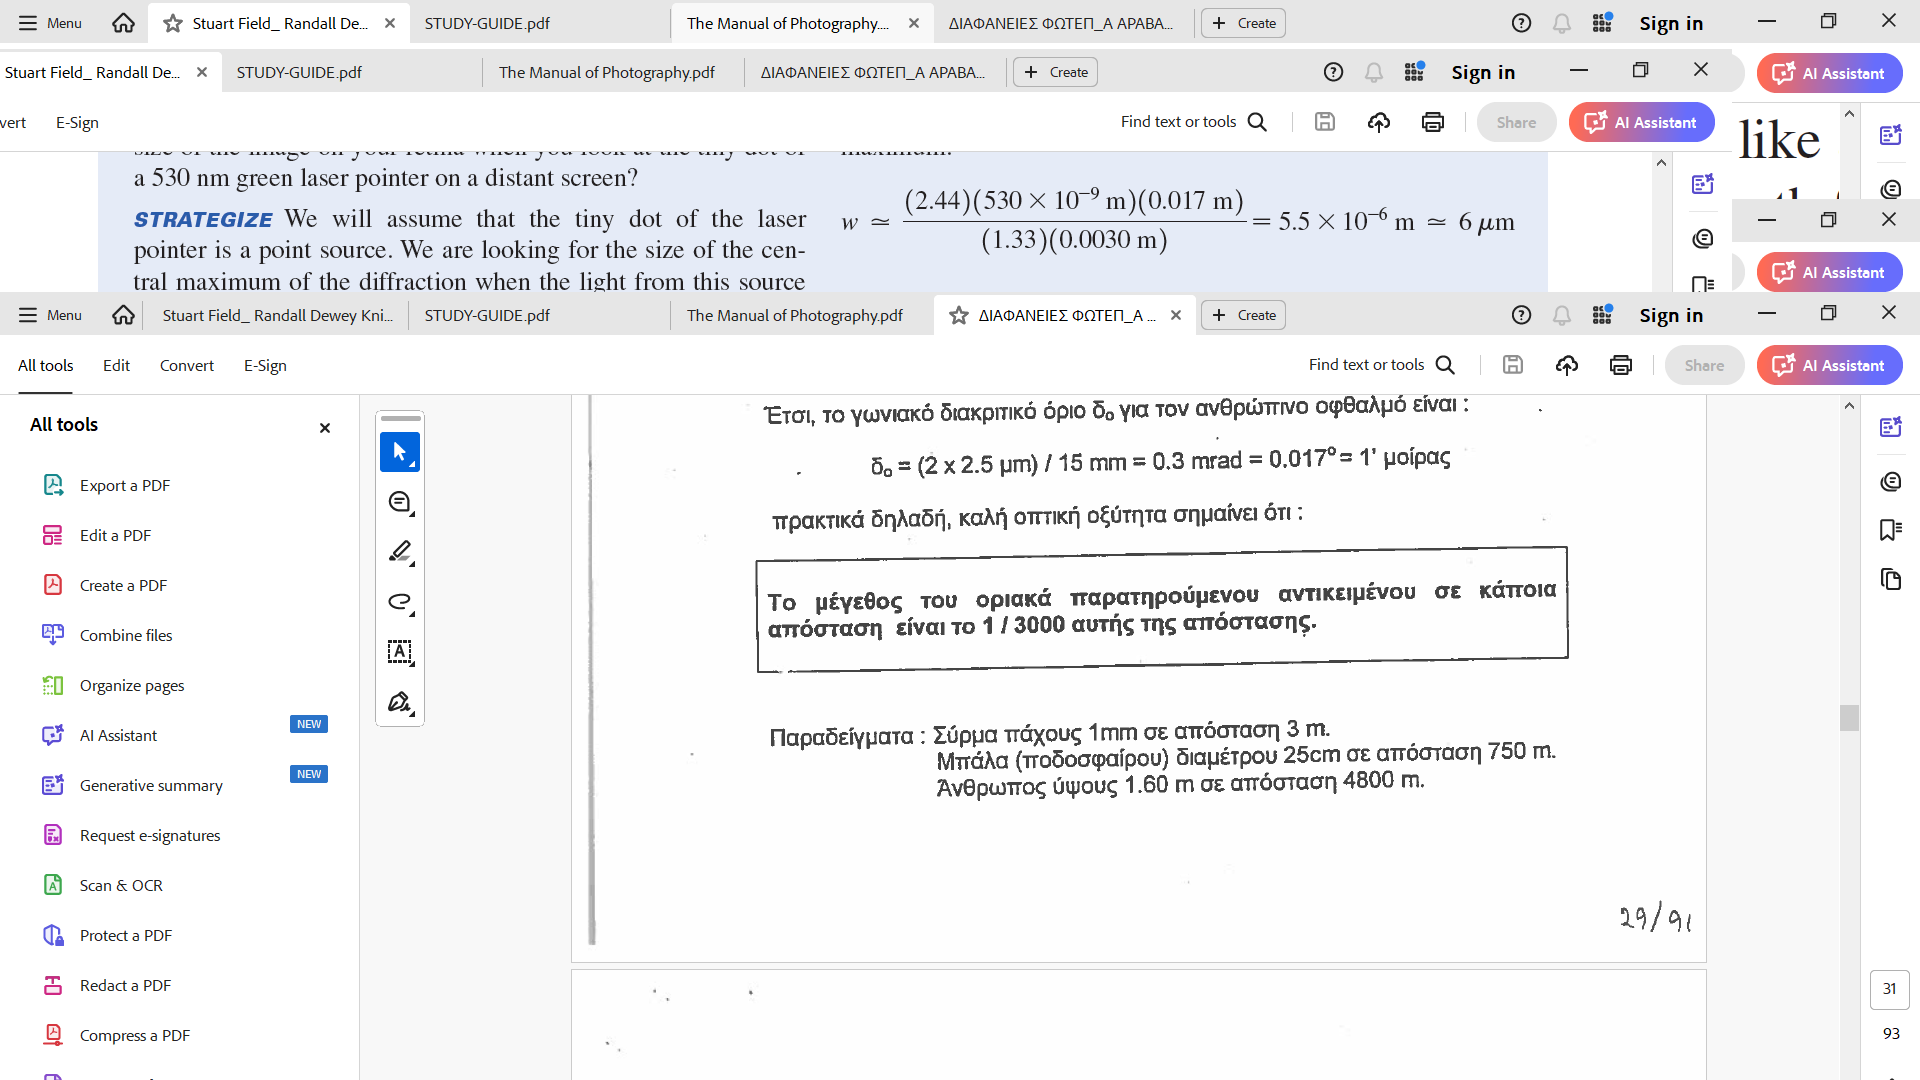 Menu
Stuart Field_ Randall De...
STUDY-GUIDE.pdf
The Manual of Photography....
ΔΙΑΦΑΝΕΙΕΣ ΦΩΤΕΠ_Α ΑΡΑΒΑ...
Create
Sign in
Stuart Field_ Randall De...
STUDY-GUIDE.pdf
The Manual of Photography.pdf
ΔΙΑΦΑΝΕΙΕΣ ΦΩΤΕΠ_Α ΑΡΑΒΑ...
Create
Sign in
AI Assistant
vert
E-Sign
Find text or tools
Share
AI Assistant
like
a 530 nm green laser pointer on a distant screen?
STRATEGIZE We will assume that the tiny dot of the laser
pointer is a point source. We are looking for the size of the cen-
tral maximum of the diffraction when the light from this source
w ≃ (2.44)(530 × 10⁻⁹ m)(0.017 m) / (1.33)(0.0030 m) = 5.5 × 10⁻⁶ m ≃ 6 μm
AI Assistant
Menu
Stuart Field_ Randall Dewey Kni...
STUDY-GUIDE.pdf
The Manual of Photography.pdf
ΔΙΑΦΑΝΕΙΕΣ ΦΩΤΕΠ_Α ...
Create
Sign in
All tools
Edit
Convert
E-Sign
Find text or tools
Share
AI Assistant
All tools
Export a PDF
Edit a PDF
Create a PDF
Combine files
Organize pages
AI Assistant
NEW
Generative summary
NEW
Request e-signatures
Scan & OCR
Protect a PDF
Redact a PDF
Compress a PDF
Έτσι, το γωνιακό διακριτικό όριο δₒ για τον ανθρώπινο οφθαλμό είναι :
δₒ = (2 x 2.5 μm) / 15 mm = 0.3 mrad = 0.017º = 1' μοίρας
πρακτικά δηλαδή, καλή οπτική οξύτητα σημαίνει ότι :
Το μέγεθος του οριακά παρατηρούμενου αντικειμένου σε κάποια
απόσταση είναι το 1 / 3000 αυτής της απόστασης.
Παραδείγματα : Σύρμα πάχους 1mm σε απόσταση 3 m.
Μπάλα (ποδοσφαίρου) διαμέτρου 25cm σε απόσταση 750 m.
Άνθρωπος ύψους 1.60 m σε απόσταση 4800 m.
29/91
31
93